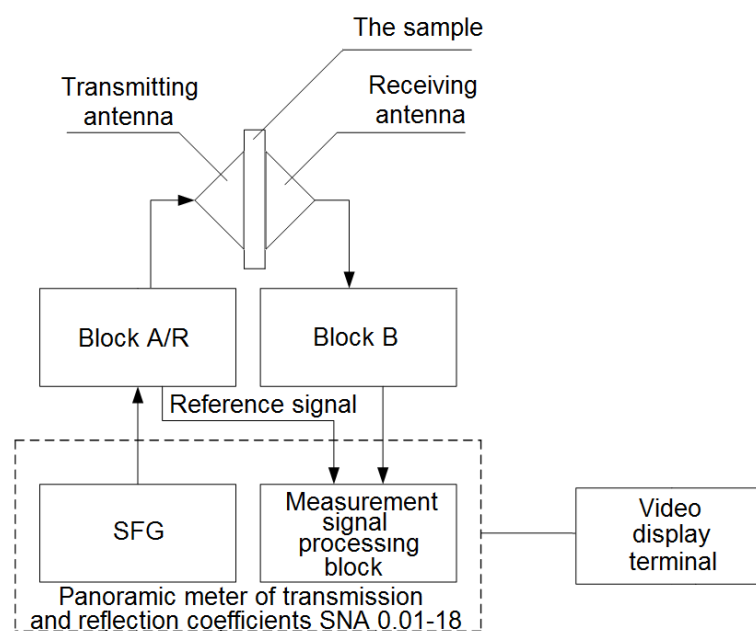 The sample
Transmitting
antenna
Receiving
antenna
Block A/R
Block B
Reference signal
SFG
Measurement
signal
processing
block
Video
display
terminal
Panoramic meter of transmission
and reflection coefficients SNA 0.01-18